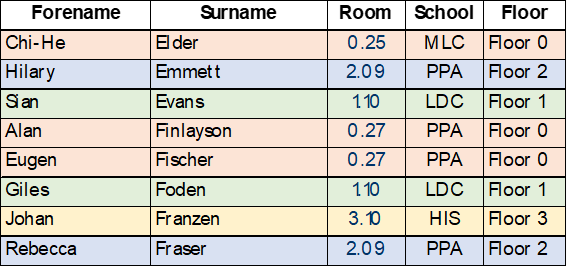 Forename Surname Room School Floor
Chi-He Elder 0.25 MLC Floor 0
Hilary Emmett 2.09 PPA Floor 2
Sian Evans 1.10 LDC Floor 1
Alan Finlayson 0.27 PPA Floor 0
Eugen Fischer 0.27 PPA Floor 0
Giles Foden 1.10 LDC Floor 1
Johan Franzen 3.10 HIS Floor 3
Rebecca Fraser 2.09 PPA Floor 2